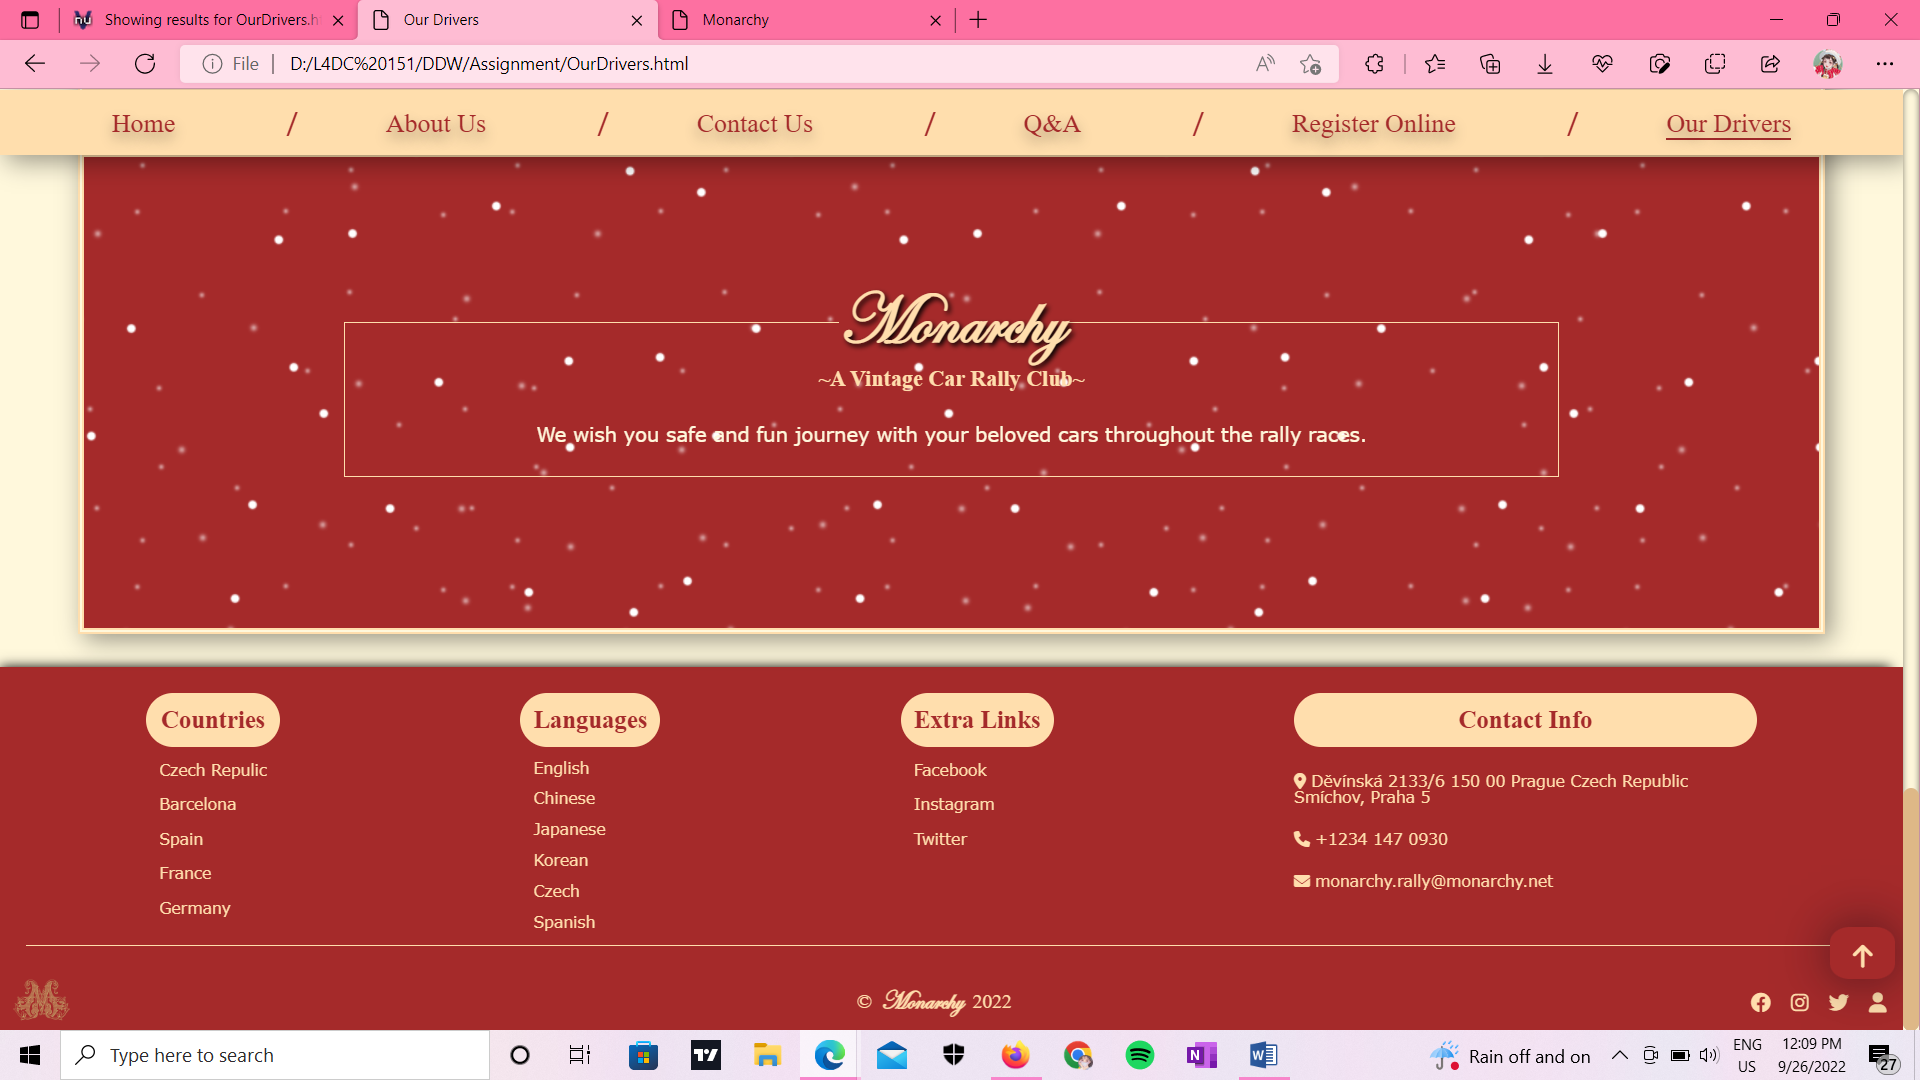 Showing results for OurDrivers.h
Our Drivers
Monarchy
File
D:/L4DC%20151/DDW/Assignment/OurDrivers.html
Home / About Us / Contact Us / Q&A / Register Online / Our Drivers
Monarchy
~A Vintage Car Rally Club~
We wish you safe and fun journey with your beloved cars throughout the rally races.
Countries
Czech Repulic
Barcelona
Spain
France
Germany
Languages
English
Chinese
Japanese
Korean
Czech
Spanish
Extra Links
Facebook
Instagram
Twitter
Contact Info
Děvínská 2133/6 150 00 Prague Czech Republic
Smíchov, Praha 5
+1234 147 0930
monarchy.rally@monarchy.net
© Monarchy 2022
Type here to search
Rain off and on
ENG
US
12:09 PM
9/26/2022
27